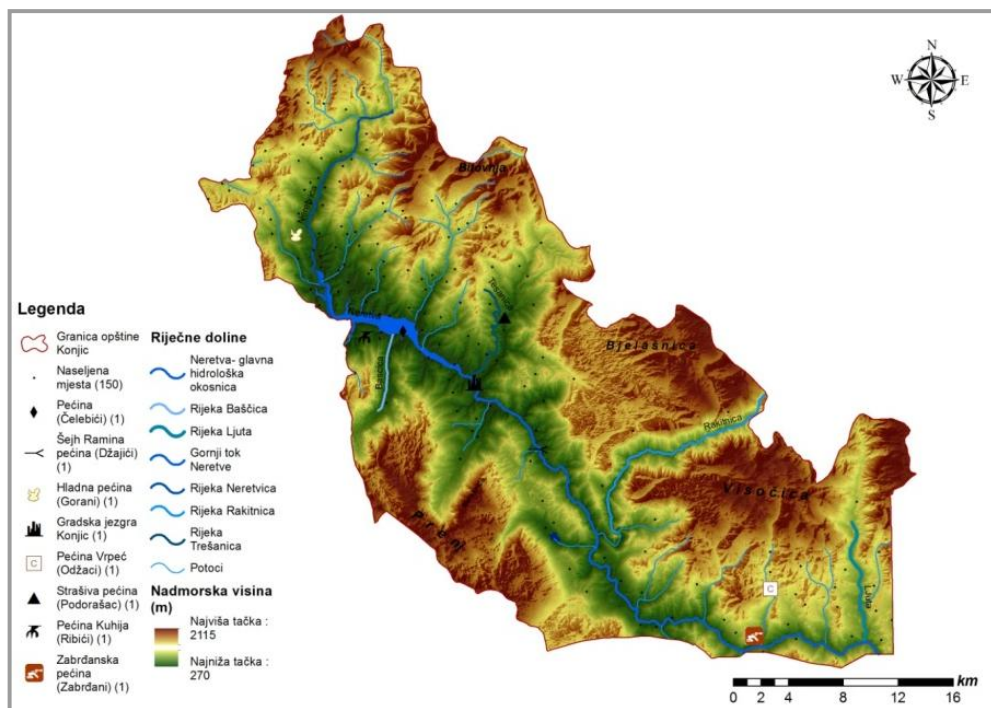 N
W E
S
Bitovnja
Neretvica
Trešanica
Neretva
Baščica
Bjelašnica
Rakitnica
Visočica
Prenj
Ljuta
C
Legenda
Granica opštine
Konjic
Naseljena
mjesta (150)
Pećina
(Čelebići) (1)
Šejh Ramina
pećina (Džajići)
(1)
Hladna pećina
(Gorani) (1)
Gradska jezgra
Konjic (1)
C
Pećina Vrpeć
(Odžaci) (1)
Strašiva pećina
(Podorašac) (1)
Pećina Kuhija
(Ribići) (1)
Zabrđanska
pećina
(Zabrđani) (1)
Riječne doline
Neretva- glavna
hidrološka
okosnica
Rijeka Baščica
Rijeka Ljuta
Gornji tok
Neretve
Rijeka Neretvica
Rijeka Rakitnica
Rijeka
Trešanica
Potoci
Nadmorska visina
(m)
Najviša tačka :
2115
Najniža tačka :
270
km
0 2 4 8 12 16